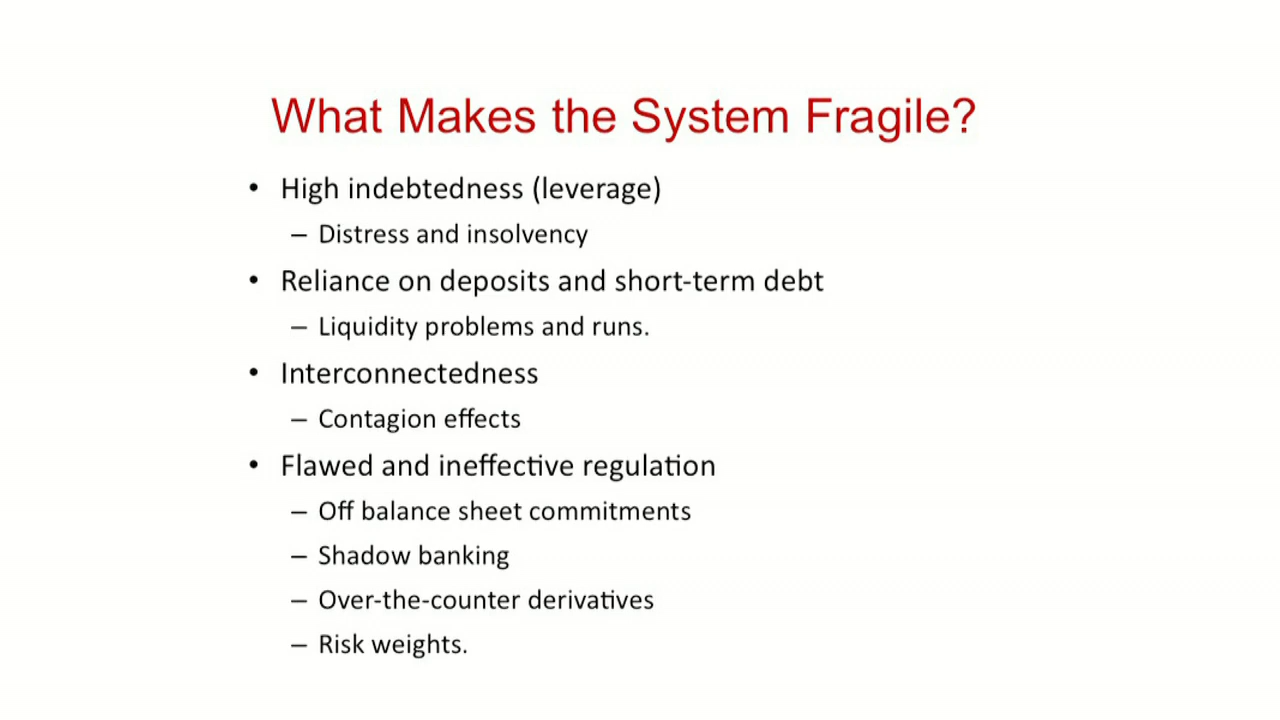 What Makes the System Fragile?
• High indebtedness (leverage)
– Distress and insolvency
• Reliance on deposits and short-term debt
– Liquidity problems and runs.
• Interconnectedness
– Contagion effects
• Flawed and ineffective regulation
– Off balance sheet commitments
– Shadow banking
– Over-the-counter derivatives
– Risk weights.